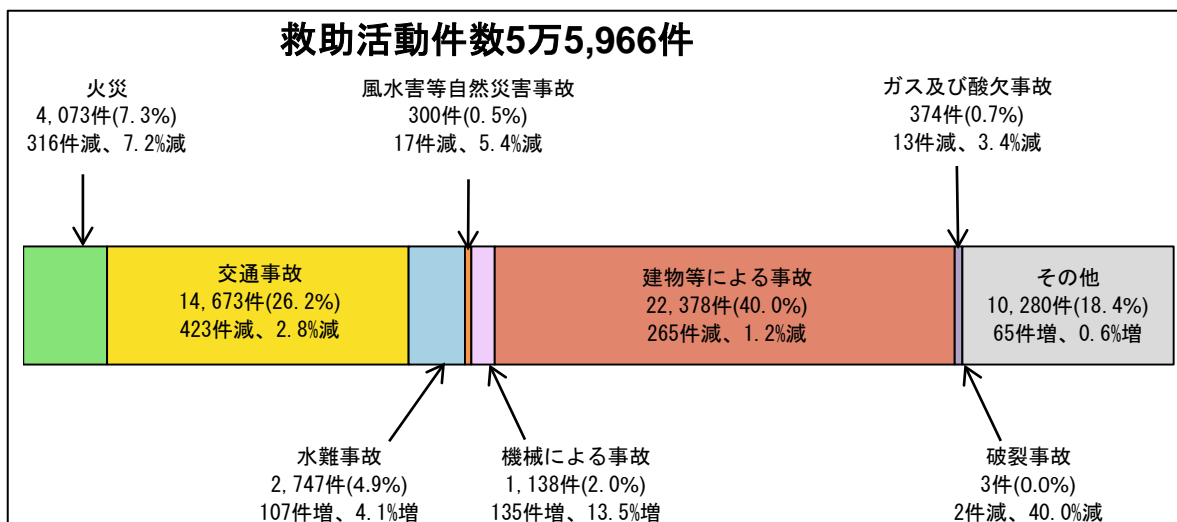 救助活動件数5万5,966件
火災
4,073件(7.3%)
316件減、7.2%減
風水害等自然災害事故
300件(0.5%)
17件減、5.4%減
ガス及び酸欠事故
374件(0.7%)
13件減、3.4%減
交通事故
14,673件(26.2%)
423件減、2.8%減
建物等による事故
22,378件(40.0%)
265件減、1.2%減
その他
10,280件(18.4%)
65件増、0.6%増
水難事故
2,747件(4.9%)
107件増、4.1%増
機械による事故
1,138件(2.0%)
135件増、13.5%増
破裂事故
3件(0.0%)
2件減、40.0%減